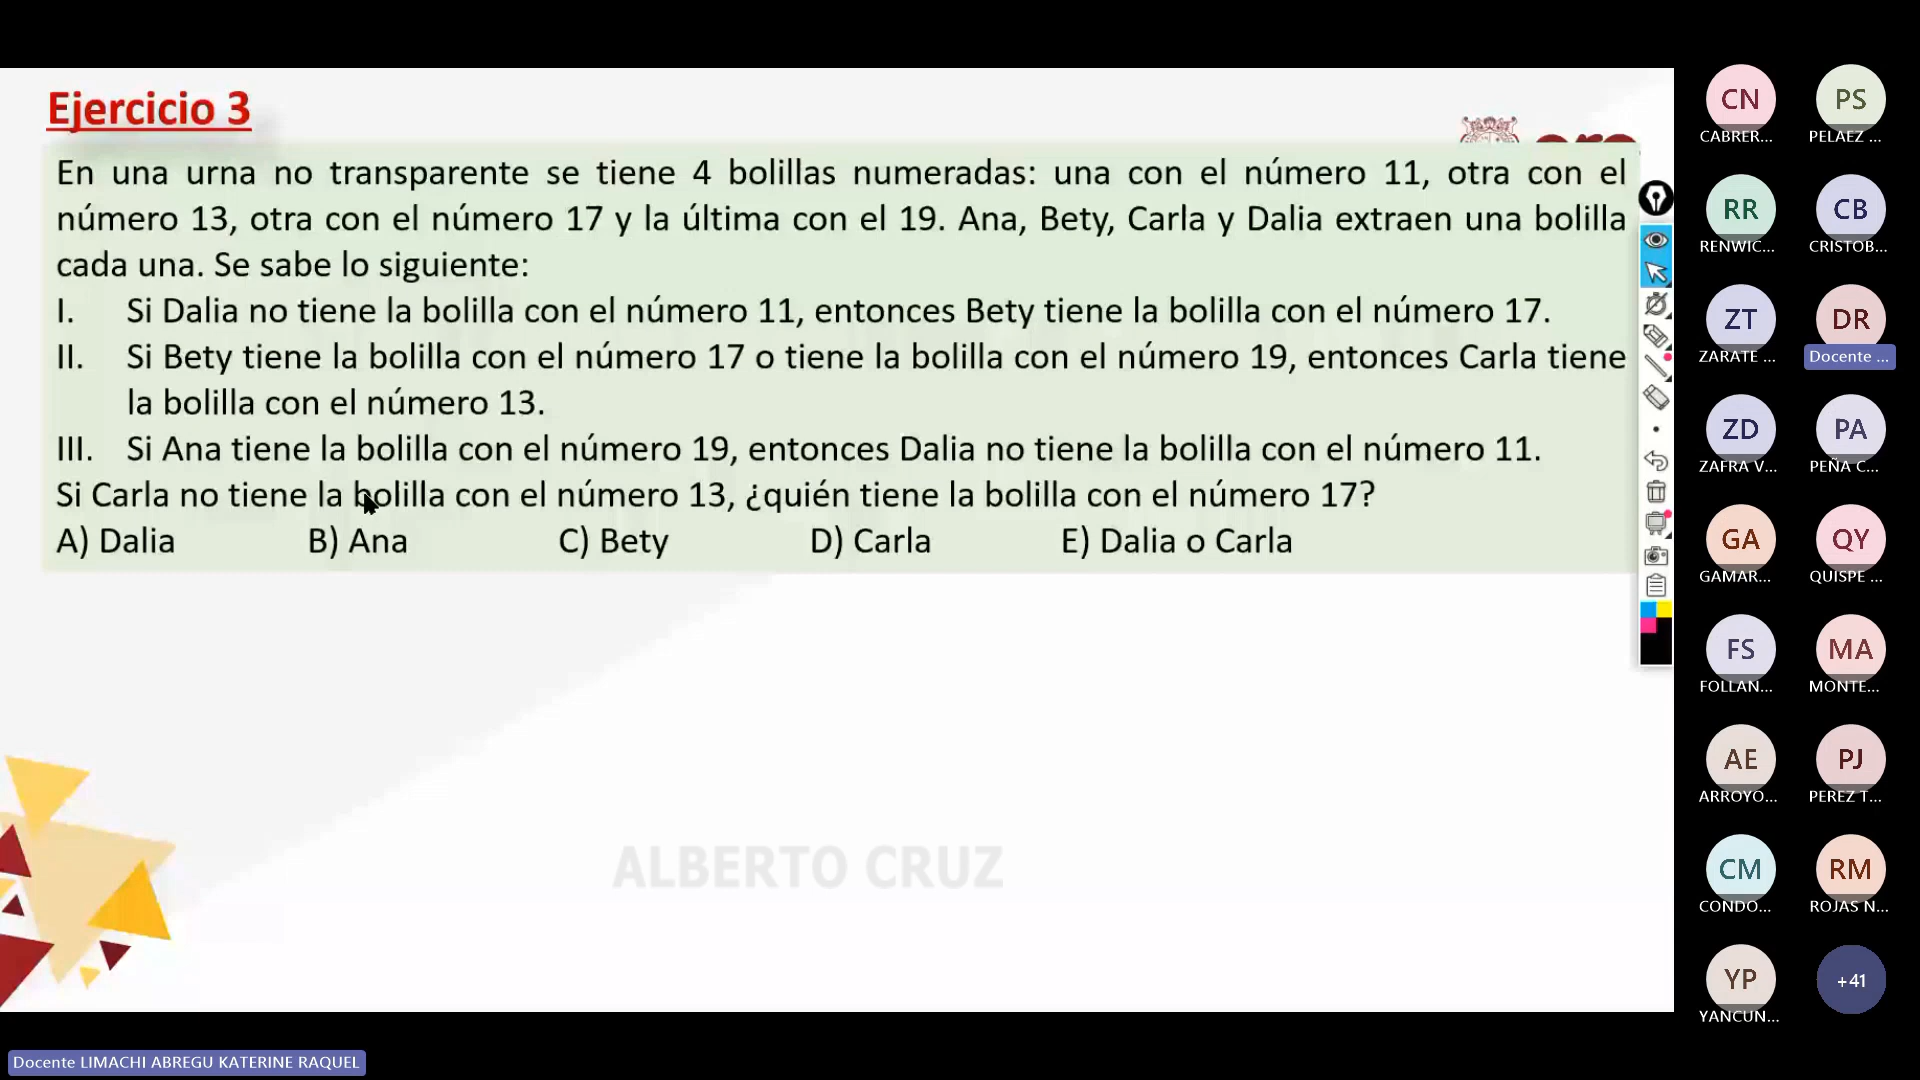 Ejercicio 3
En una urna no transparente se tiene 4 bolillas numeradas: una con el número 11, otra con el
número 13, otra con el número 17 y la última con el 19. Ana, Bety, Carla y Dalia extraen una bolilla
cada una. Se sabe lo siguiente:
I. Si Dalia no tiene la bolilla con el número 11, entonces Bety tiene la bolilla con el número 17.
II. Si Bety tiene la bolilla con el número 17 o tiene la bolilla con el número 19, entonces Carla tiene
la bolilla con el número 13.
III. Si Ana tiene la bolilla con el número 19, entonces Dalia no tiene la bolilla con el número 11.
Si Carla no tiene la bolilla con el número 13, ¿quién tiene la bolilla con el número 17?
A) Dalia B) Ana C) Bety D) Carla E) Dalia o Carla
ALBERTO CRUZ
CN PS
CABRER... PELAEZ ...
RR CB
RENWIC... CRISTOB...
ZT DR
ZARATE ... Docente ...
ZD PA
ZAFRA V... PEÑA C...
GA QY
GAMAR... QUISPE ...
FS MA
FOLLAN... MONTE...
AE PJ
ARROYO... PEREZ T...
CM RM
CONDO... ROJAS N...
YP +41
YANCUN...
Docente LIMACHI ABREGU KATERINE RAQUEL